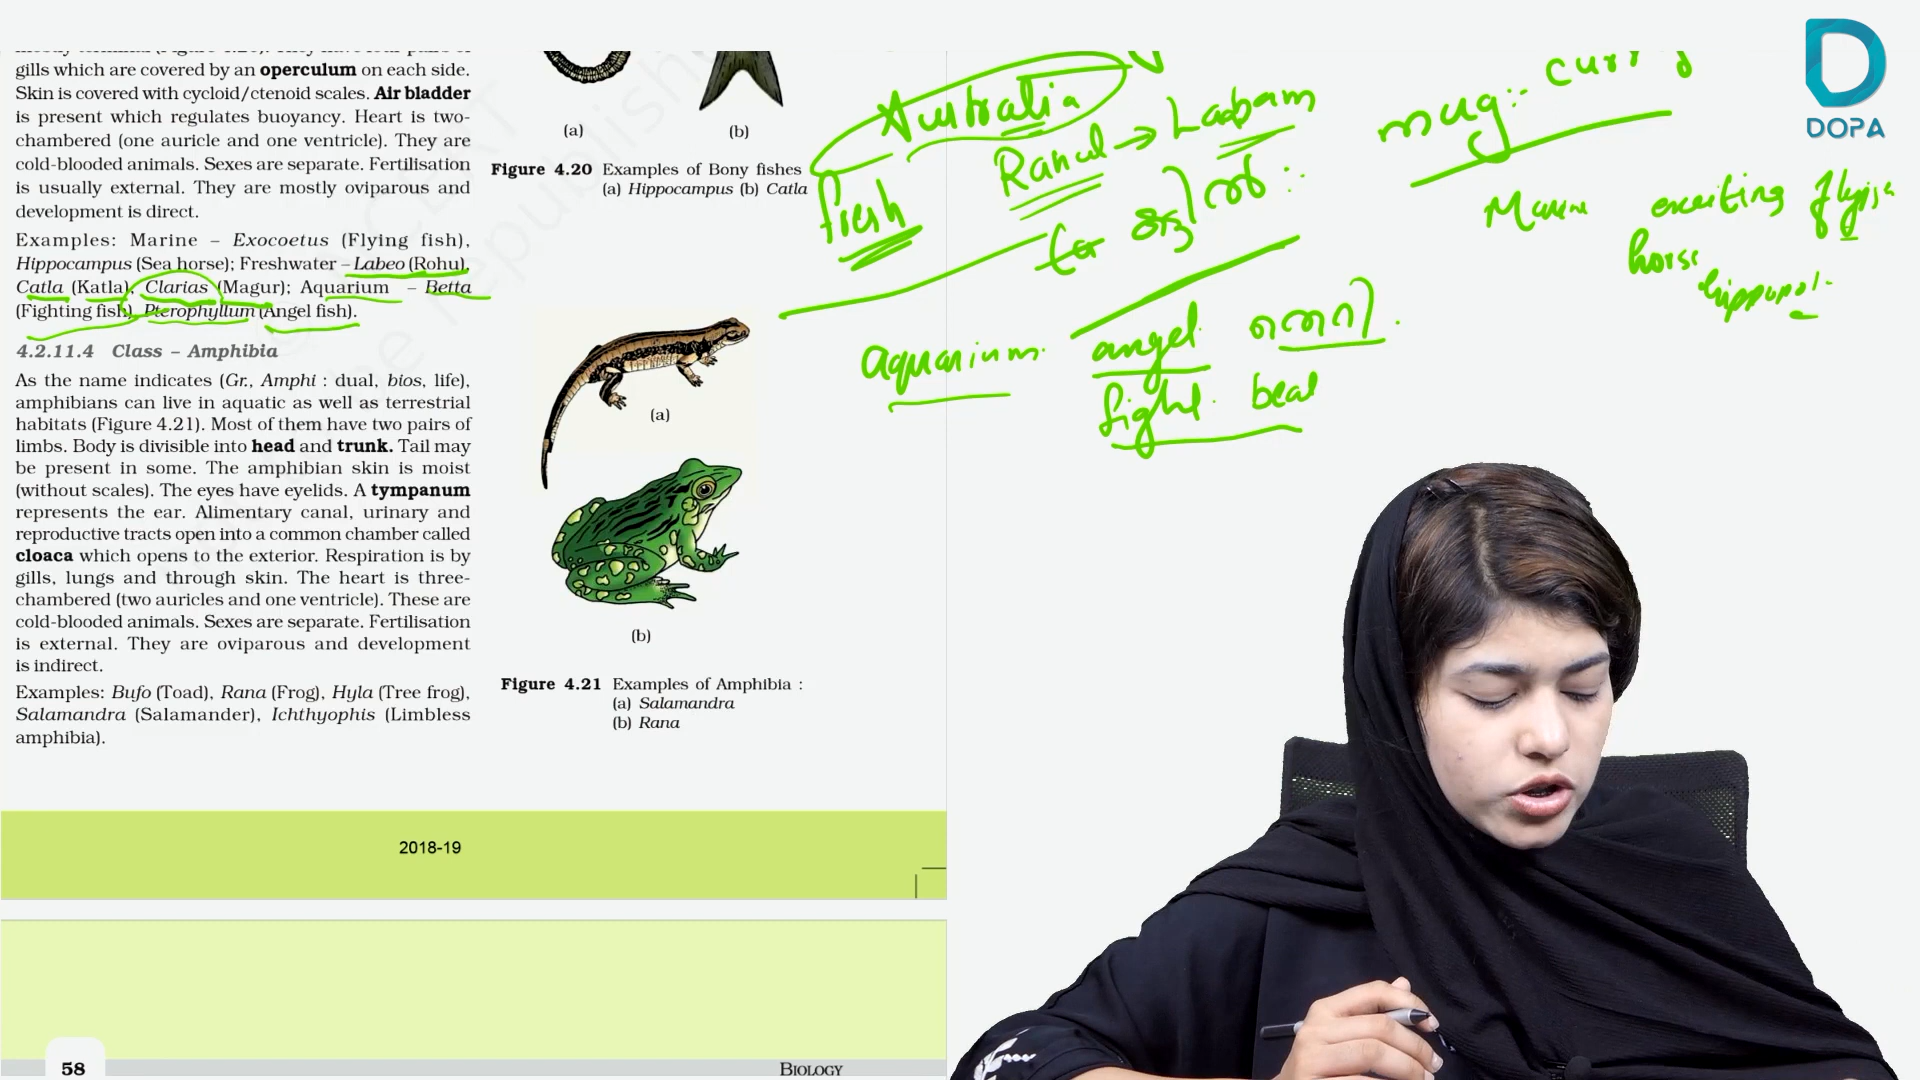 gills which are covered by an operculum on each side.
Skin is covered with cycloid/ctenoid scales. Air bladder
is present which regulates buoyancy. Heart is two-
chambered (one auricle and one ventricle). They are
cold-blooded animals. Sexes are separate. Fertilisation
is usually external. They are mostly oviparous and
development is direct.
Examples: Marine – Exocoetus (Flying fish),
Hippocampus (Sea horse); Freshwater – Labeo (Rohu),
Catla (Katla), Clarias (Magur); Aquarium – Betta
(Fighting fish), Pterophyllum (Angel fish).
4.2.11.4 Class – Amphibia
As the name indicates (Gr., Amphi : dual, bios, life),
amphibians can live in aquatic as well as terrestrial
habitats (Figure 4.21). Most of them have two pairs of
limbs. Body is divisible into head and trunk. Tail may
be present in some. The amphibian skin is moist
(without scales). The eyes have eyelids. A tympanum
represents the ear. Alimentary canal, urinary and
reproductive tracts open into a common chamber called
cloaca which opens to the exterior. Respiration is by
gills, lungs and through skin. The heart is three-
chambered (two auricles and one ventricle). These are
cold-blooded animals. Sexes are separate. Fertilisation
is external. They are oviparous and development
is indirect.
Examples: Bufo (Toad), Rana (Frog), Hyla (Tree frog),
Salamandra (Salamander), Ichthyophis (Limbless
amphibia).
(a)
(b)
Figure 4.20 Examples of Bony fishes
(a) Hippocampus (b) Catla
(a)
(b)
Figure 4.21 Examples of Amphibia :
(a) Salamandra
(b) Rana
2018-19
58
BIOLOGY
Australia
fresh
aquarium
angel
fight
mug
horse
DOPA